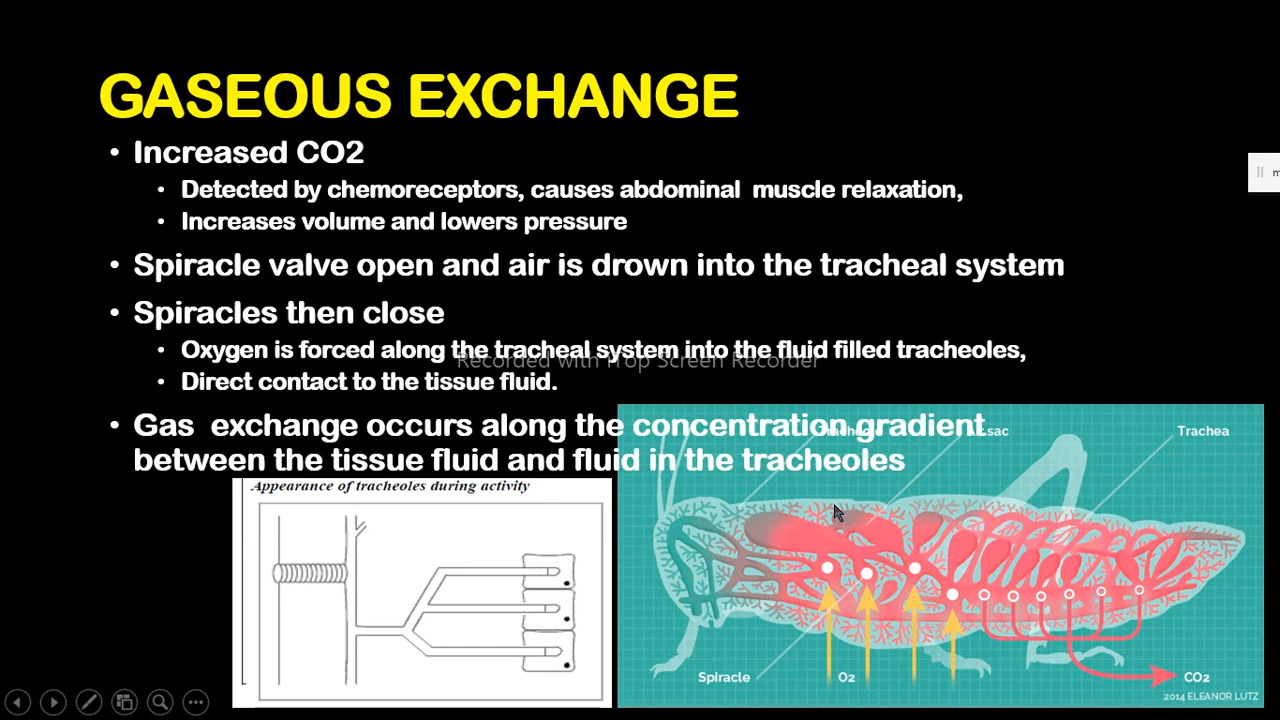 GASEOUS EXCHANGE
• Increased CO2
• Detected by chemoreceptors, causes abdominal muscle relaxation,
• Increases volume and lowers pressure
• Spiracle valve open and air is drown into the tracheal system
• Spiracles then close
• Oxygen is forced along the tracheal system into the fluid filled tracheoles,
Recorded with iTop Screen Recorder
• Direct contact to the tissue fluid.
• Gas exchange occurs along the concentration gradient
between the tissue fluid and fluid in the tracheoles
sac
Trachea
Appearance of tracheoles during activity
Spiracle
O2
CO2
2014 ELEANOR LUTZ